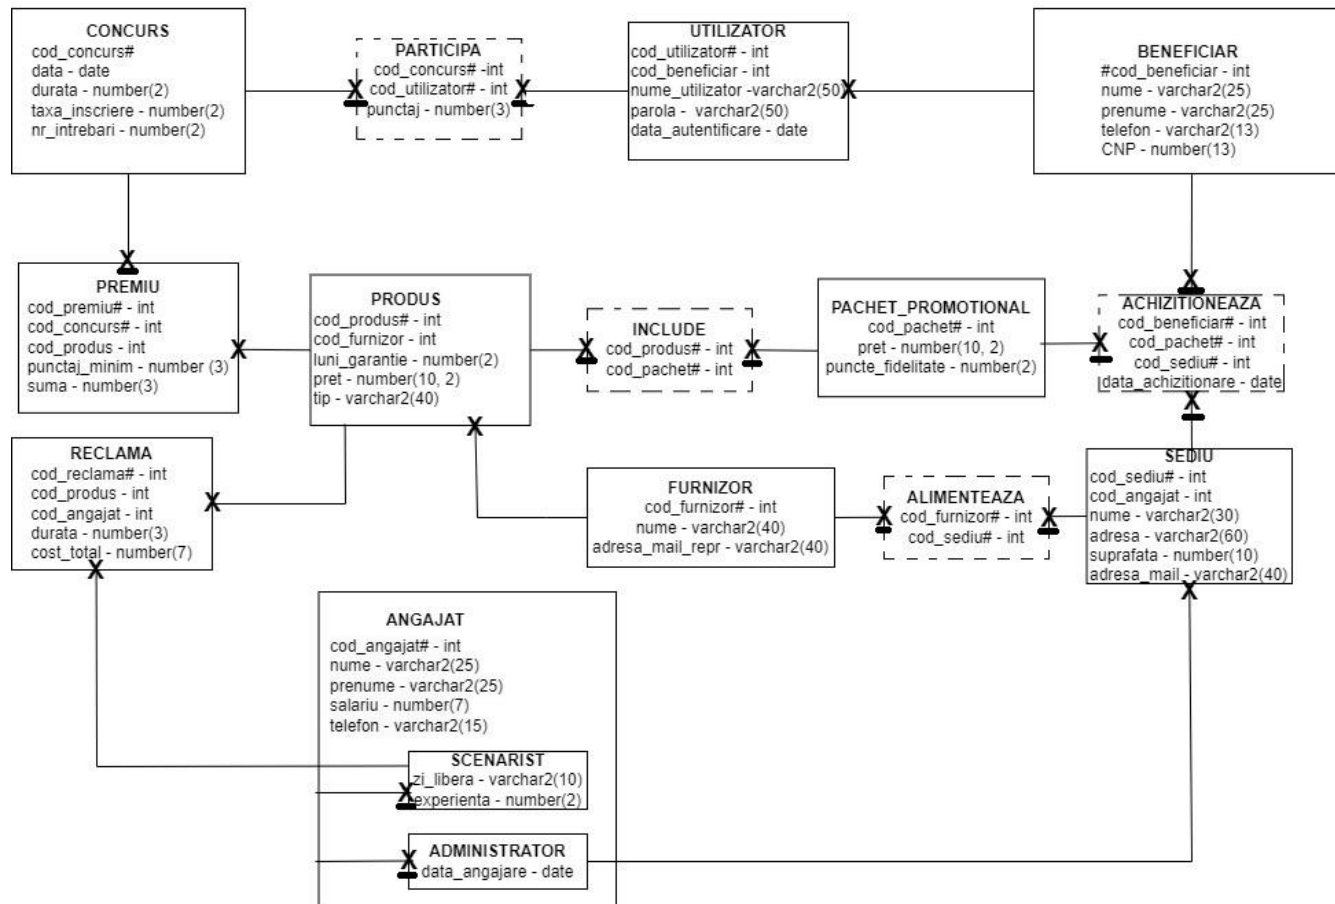 CONCURS
cod_concurs#
data - date
durata - number(2)
taxa_inscriere - number(2)
nr_intrebari - number(2)
PARTICIPA
cod_concurs# -int
cod_utilizator# - int
punctaj - number(3)
UTILIZATOR
cod_utilizator# - int
cod_beneficiar - int
nume_utilizator -varchar2(50)
parola - varchar2(50)
data_autentificare - date
BENEFICIAR
#cod_beneficiar - int
nume - varchar2(25)
prenume - varchar2(25)
telefon - varchar2(13)
CNP - number(13)
PREMIU
cod_premiu# - int
cod_concurs# - int
cod_produs - int
punctaj_minim - number (3)
suma - number(3)
PRODUS
cod_produs# - int
cod_furnizor - int
luni_garantie - number(2)
pret - number(10, 2)
tip - varchar2(40)
INCLUDE
cod_produs# - int
cod_pachet# - int
PACHET_PROMOTIONAL
cod_pachet# - int
pret - number(10, 2)
puncte_fidelitate - number(2)
ACHIZITIONEAZA
cod_beneficiar# - int
cod_pachet# - int
cod_sediu# - int
data_achizitionare - date
RECLAMA
cod_reclama# - int
cod_produs - int
cod_angajat - int
durata - number(3)
cost_total - number(7)
FURNIZOR
cod_furnizor# - int
nume - varchar2(40)
adresa_mail_repr - varchar2(40)
ALIMENTEAZA
cod_furnizor# - int
cod_sediu# - int
SEDIU
cod_sediu# - int
cod_angajat - int
nume - varchar2(30)
adresa - varchar2(60)
suprafata - number(10)
adresa_mail - varchar2(40)
ANGAJAT
cod_angajat# - int
nume - varchar2(25)
prenume - varchar2(25)
salariu - number(7)
telefon - varchar2(15)
SCENARIST
zi_libera - varchar2(10)
experienta - number(2)
ADMINISTRATOR
data_angajare - date